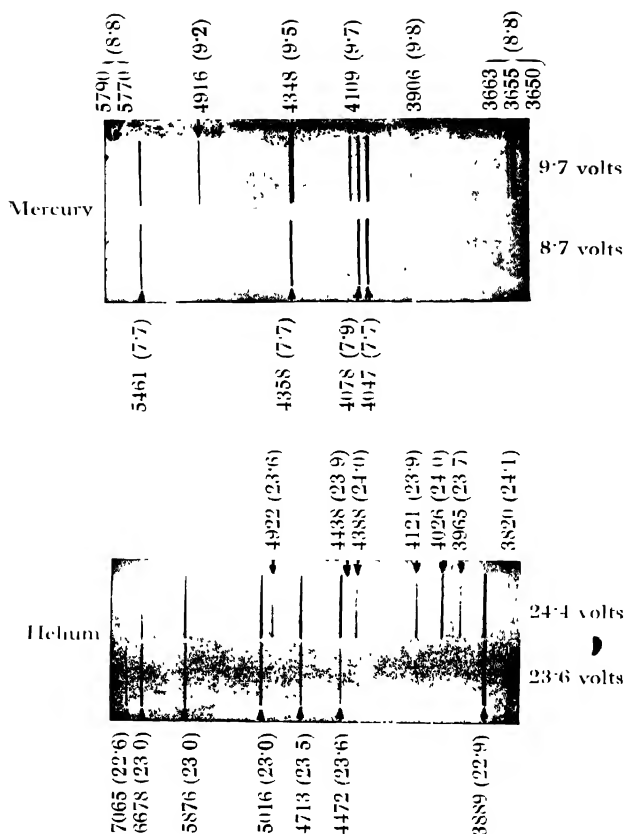 5790 } (8·8)
5770
4916 (9·2)
4348 (9·5)
4109 (9·7)
3906 (9·8)
3663 } (8·8)
3655
3650
Mercury
9·7 volts
8·7 volts
5461 (7·7)
4358 (7·7)
4078 (7·9)
4047 (7·7)
4922 (23·6)
4438 (23·9)
4388 (24·0)
4121 (23·9)
4026 (24 0)
3965 (23 7)
3820 (24·1)
Helium
24·4 volts
23·6 volts
7065 (22·6)
6678 (23 0)
5876 (23 0)
5016 (23·0)
4713 (23 5)
4472 (23·6)
3889 (22·9)